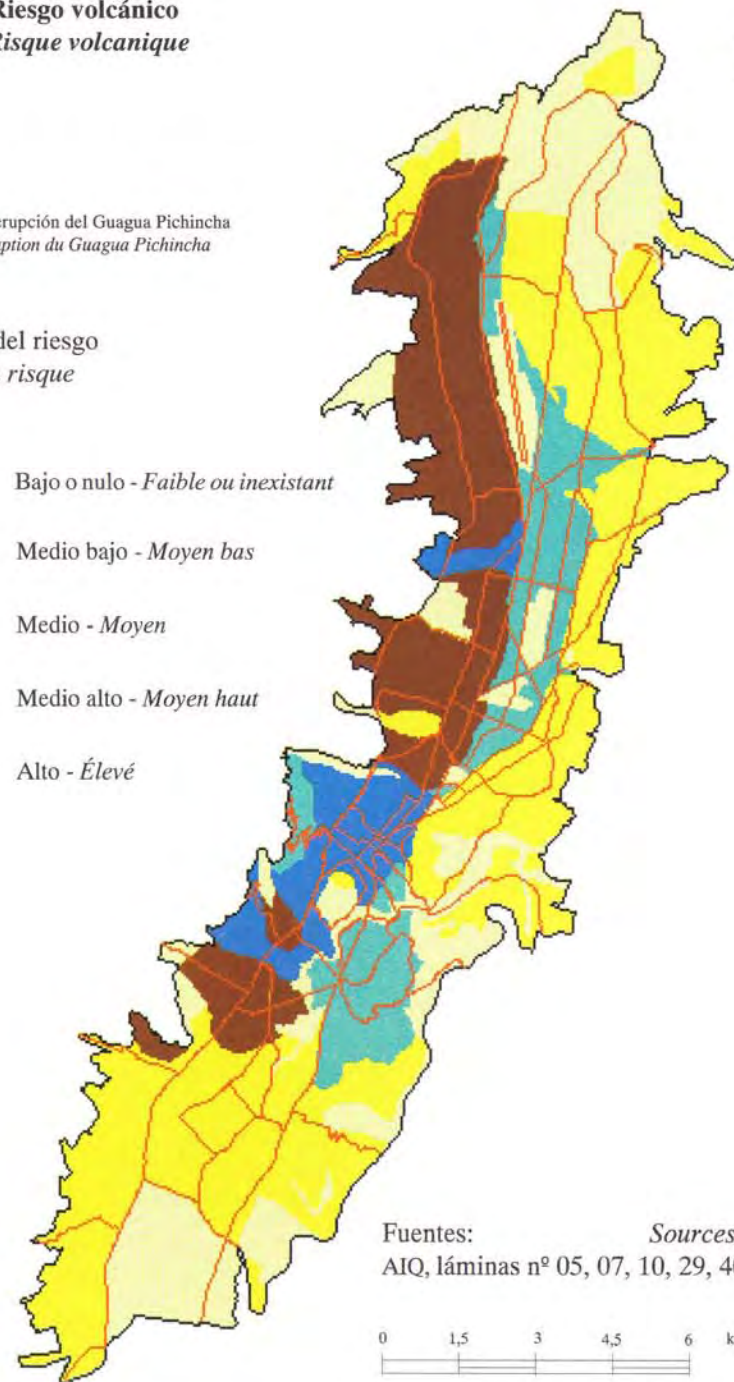 Riesgo volcánico
Risque volcanique
erupción del Guagua Pichincha
du Guagua Pichincha
del riesgo
risque
Bajo o nulo - Faible ou inexistant
Medio bajo - Moyen bas
Medio - Moyen
Medio alto - Moyen haut
Alto - Élevé
Fuentes: Sources
AIQ, láminas nº 05, 07, 10, 29,
0 1,5 3 4,5 6 k